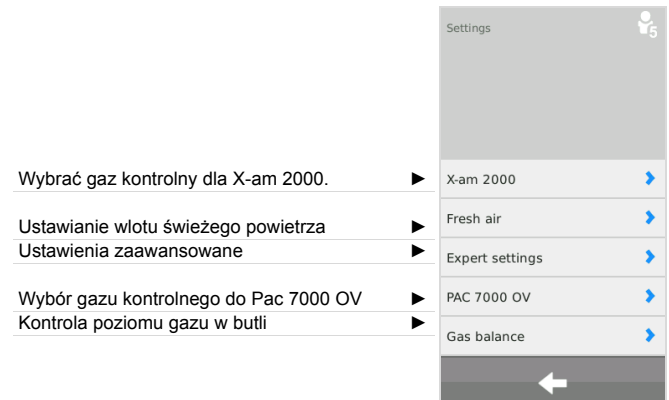 Settings
5
Wybrać gaz kontrolny dla X-am 2000. ►
X-am 2000
Ustawianie wlotu świeżego powietrza ►
Fresh air
Ustawienia zaawansowane ►
Expert settings
Wybór gazu kontrolnego do Pac 7000 OV ►
PAC 7000 OV
Kontrola poziomu gazu w butli ►
Gas balance